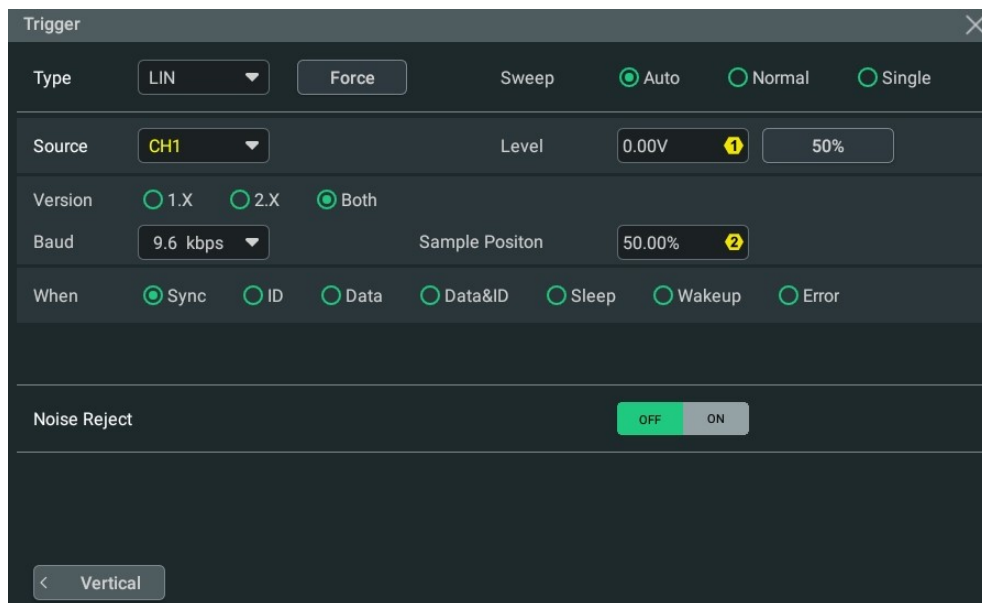 Trigger
Type LIN Force Sweep Auto Normal Single
Source CH1 Level 0.00V 1 50%
Version 1.X 2.X Both
Baud 9.6 kbps Sample Positon 50.00% 2
When Sync ID Data Data&ID Sleep Wakeup Error
Noise Reject OFF ON
Vertical